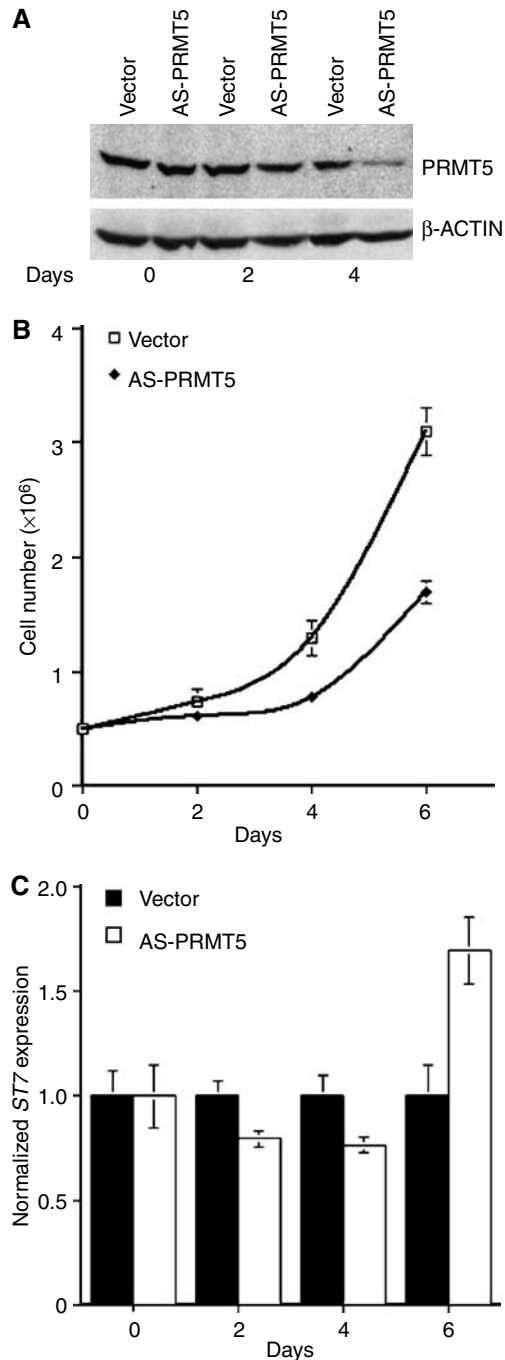 A
Vector
AS-PRMT5
Vector
AS-PRMT5
Vector
AS-PRMT5
PRMT5
β-ACTIN
Days 0 2 4
B
Vector
AS-PRMT5
Cell number (×10⁶)
4
3
2
1
0
0 2 4 6
Days
C
Vector
AS-PRMT5
Normalized ST7 expression
2.0
1.5
1.0
0.5
0
0 2 4 6
Days